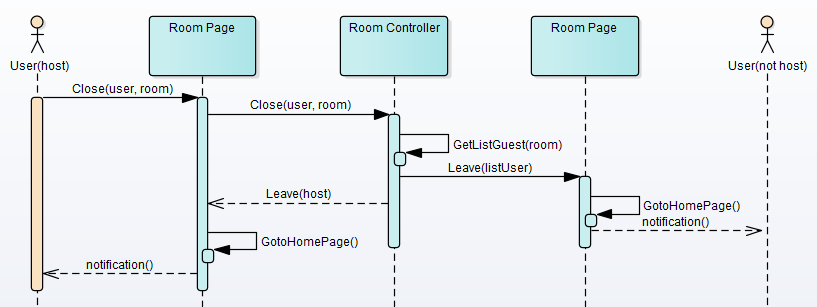 Room Page
Room Controller
Room Page
User(host)
User(not host)
Close(user, room)
Close(user, room)
GetListGuest(room)
Leave(listUser)
Leave(host)
GotoHomePage()
notification()
GotoHomePage()
notification()